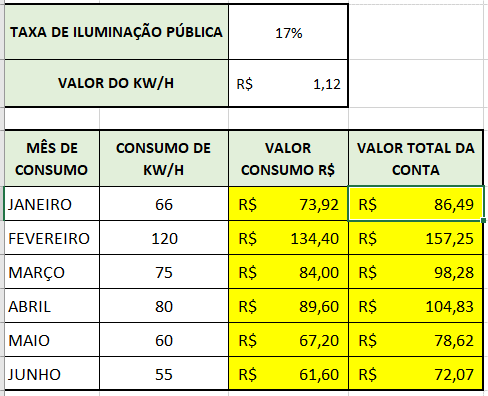 TAXA DE ILUMINAÇÃO PÚBLICA 17%
VALOR DO KW/H R$ 1,12
MÊS DE CONSUMO CONSUMO DE KW/H VALOR CONSUMO R$ VALOR TOTAL DA CONTA
JANEIRO 66 R$ 73,92 R$ 86,49
FEVEREIRO 120 R$ 134,40 R$ 157,25
MARÇO 75 R$ 84,00 R$ 98,28
ABRIL 80 R$ 89,60 R$ 104,83
MAIO 60 R$ 67,20 R$ 78,62
JUNHO 55 R$ 61,60 R$ 72,07